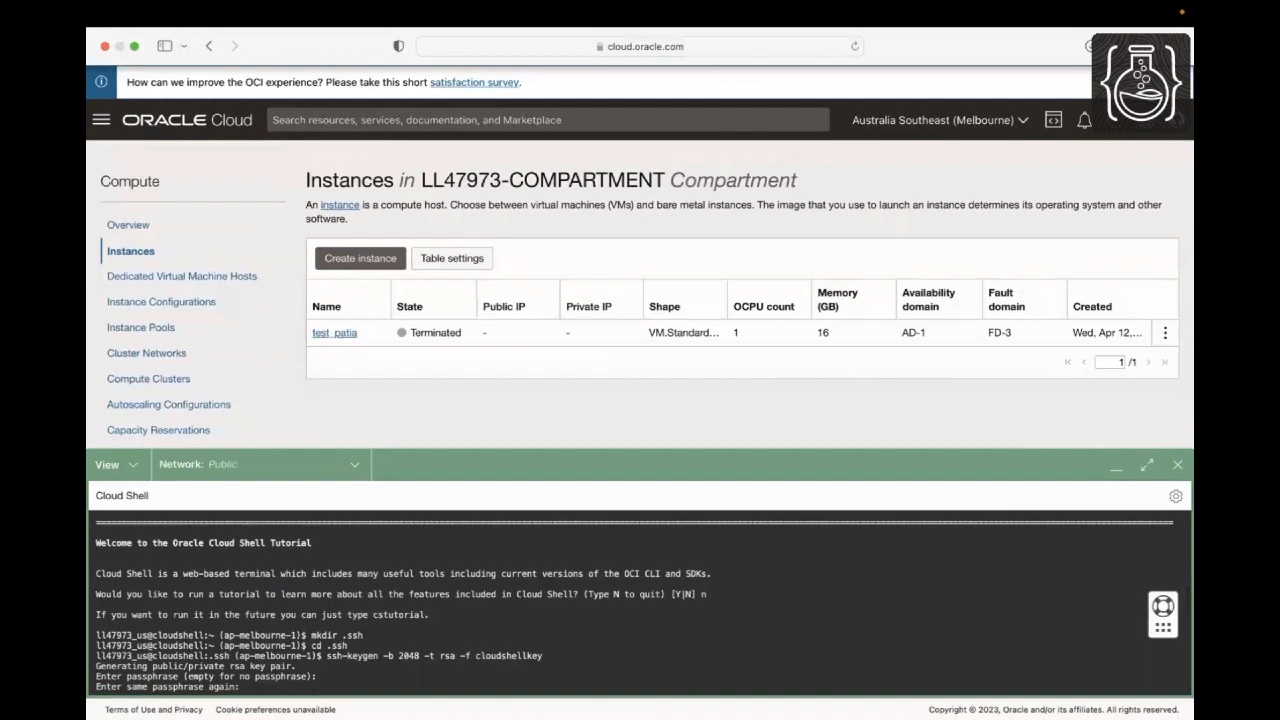 cloud.oracle.com
How can we improve the OCI experience? Please take this short satisfaction survey.
ORACLE Cloud
Search resources, services, documentation, and Marketplace
Australia Southeast (Melbourne)
Compute
Overview
Instances
Dedicated Virtual Machine Hosts
Instance Configurations
Instance Pools
Cluster Networks
Compute Clusters
Autoscaling Configurations
Capacity Reservations
Instances in LL47973-COMPARTMENT Compartment
An instance is a compute host. Choose between virtual machines (VMs) and bare metal instances. The image that you use to launch an instance determines its operating system and other
software.
Create instance Table settings
Name State Public IP Private IP Shape OCPU count Memory (GB) Availability domain Fault domain Created
test_patia Terminated - - VM.Standard... 1 16 AD-1 FD-3 Wed, Apr 12,...
1 /1
View Network: Public
Cloud Shell
Welcome to the Oracle Cloud Shell Tutorial
Cloud Shell is a web-based terminal which includes many useful tools including current versions of the OCI CLI and SDKs.
Would you like to run a tutorial to learn more about all the features included in Cloud Shell? (Type N to quit) [Y|N] n
If you want to run it in the future you can just type cstutorial.
ll47973_us@cloudshell:~ (ap-melbourne-1)$ mkdir .ssh
ll47973_us@cloudshell:~ (ap-melbourne-1)$ cd .ssh
ll47973_us@cloudshell:.ssh (ap-melbourne-1)$ ssh-keygen -b 2048 -t rsa -f cloudshellkey
Generating public/private rsa key pair.
Enter passphrase (empty for no passphrase):
Enter same passphrase again:
Terms of Use and Privacy Cookie preferences unavailable
Copyright © 2023, Oracle and/or its affiliates. All rights reserved.